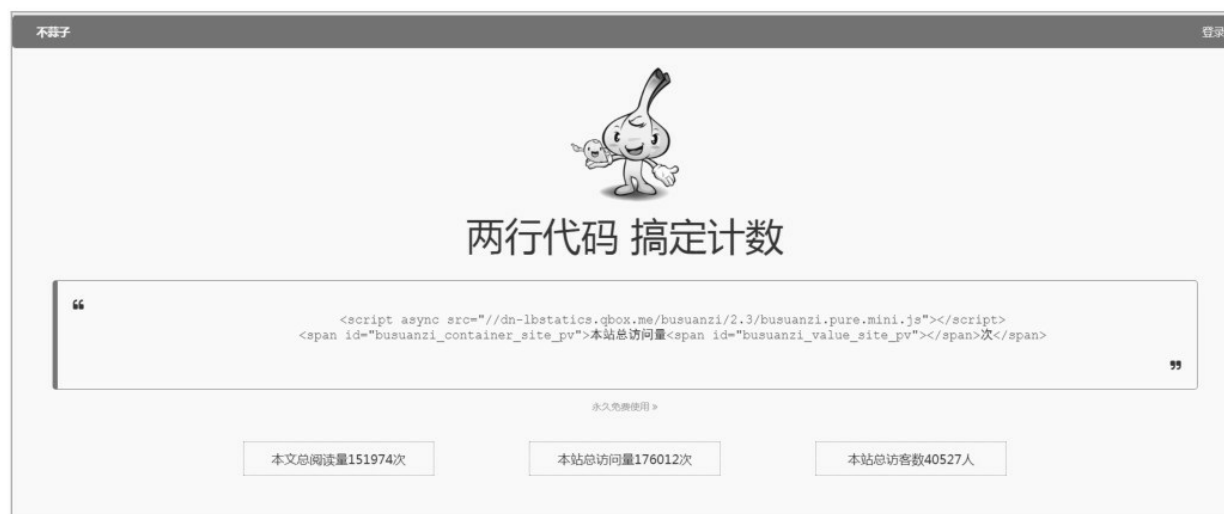 不蒜子
登录
两行代码 搞定计数
❝
<script async src="//dn-lbstatics.qbox.me/busuanzi/2.3/busuanzi.pure.mini.js"></script>
<span id="busuanzi_container_site_pv">本站总访问量<span id="busuanzi_value_site_pv"></span>次</span>
❞
永久免费使用 »
本文总阅读量151974次
本站总访问量176012次
本站总访客数40527人